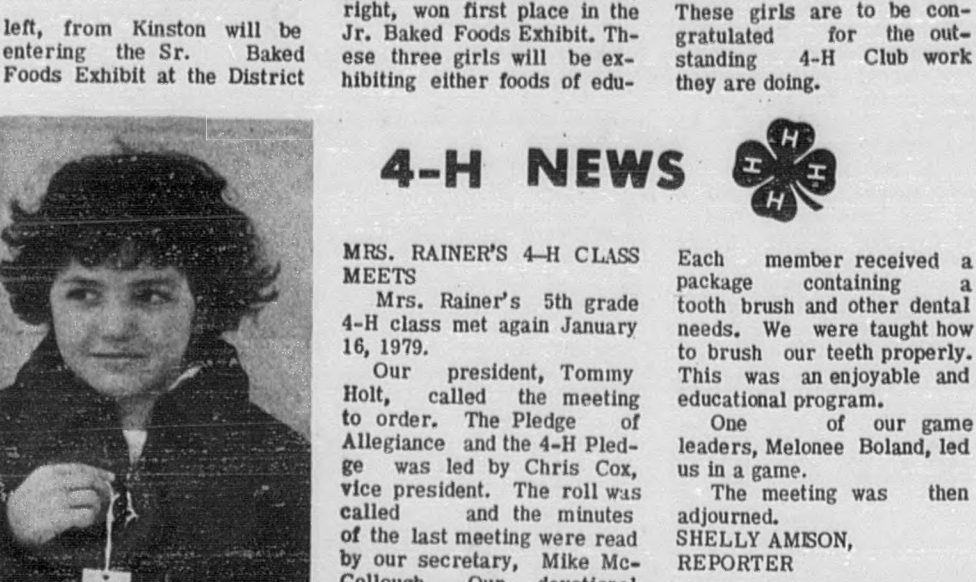 left, from Kinston will be
entering the Sr. Baked
Foods Exhibit at the District
right, won first place in the
Jr. Baked Foods Exhibit. Th-
ese three girls will be ex-
hibiting either foods of edu-
These girls are to be con-
gratulated for the out-
standing 4-H Club work
they are doing.
4-H NEWS
H
H
H
H
MRS. RAINER'S 4-H CLASS
MEETS
Mrs. Rainer's 5th grade
4-H class met again January
16, 1979.
Our president, Tommy
Holt, called the meeting
to order. The Pledge of
Allegiance and the 4-H Pled-
ge was led by Chris Cox,
vice president. The roll was
called and the minutes
of the last meeting were read
by our secretary, Mike Mc-
Collough. Our devotional
Each member received a
package containing a
tooth brush and other dental
needs. We were taught how
to brush our teeth properly.
This was an enjoyable and
educational program.
One of our game
leaders, Melonee Boland, led
us in a game.
The meeting was then
adjourned.
SHELLY AMISON,
REPORTER